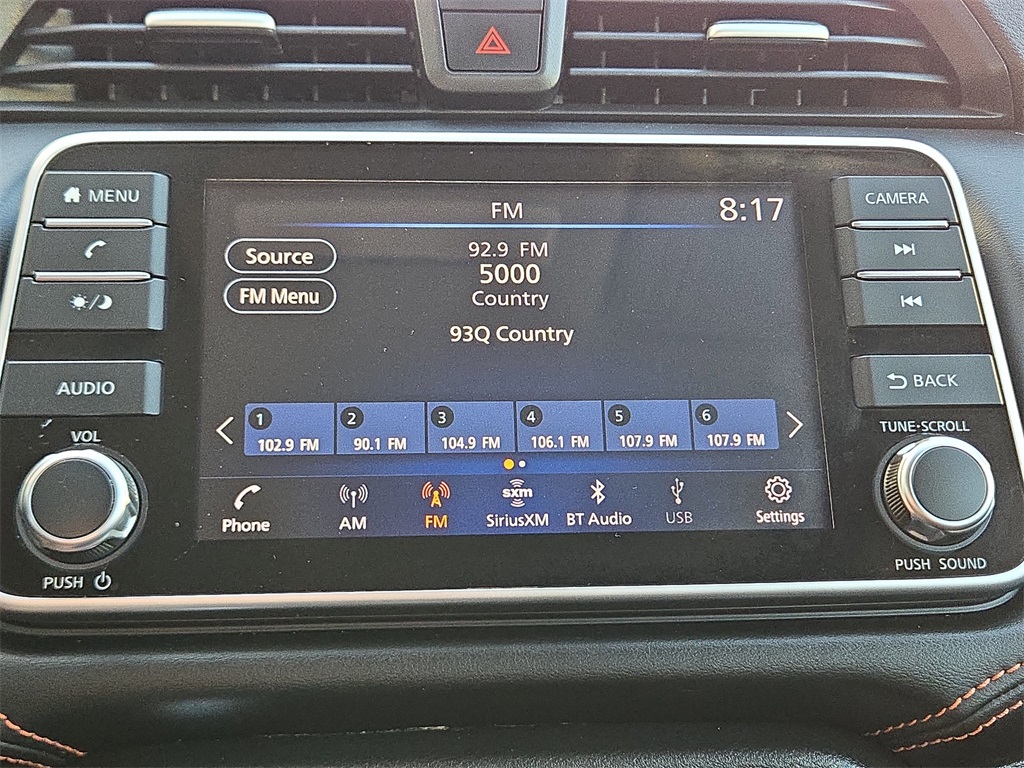 MENU
AUDIO
VOL
PUSH
FM
8:17
Source
FM Menu
92.9 FM
5000
Country
93Q Country
1 102.9 FM
2 90.1 FM
3 104.9 FM
4 106.1 FM
5 107.9 FM
6 107.9 FM
Phone
AM
FM
sxm
SiriusXM
BT Audio
USB
Settings
CAMERA
BACK
TUNE·SCROLL
PUSH SOUND